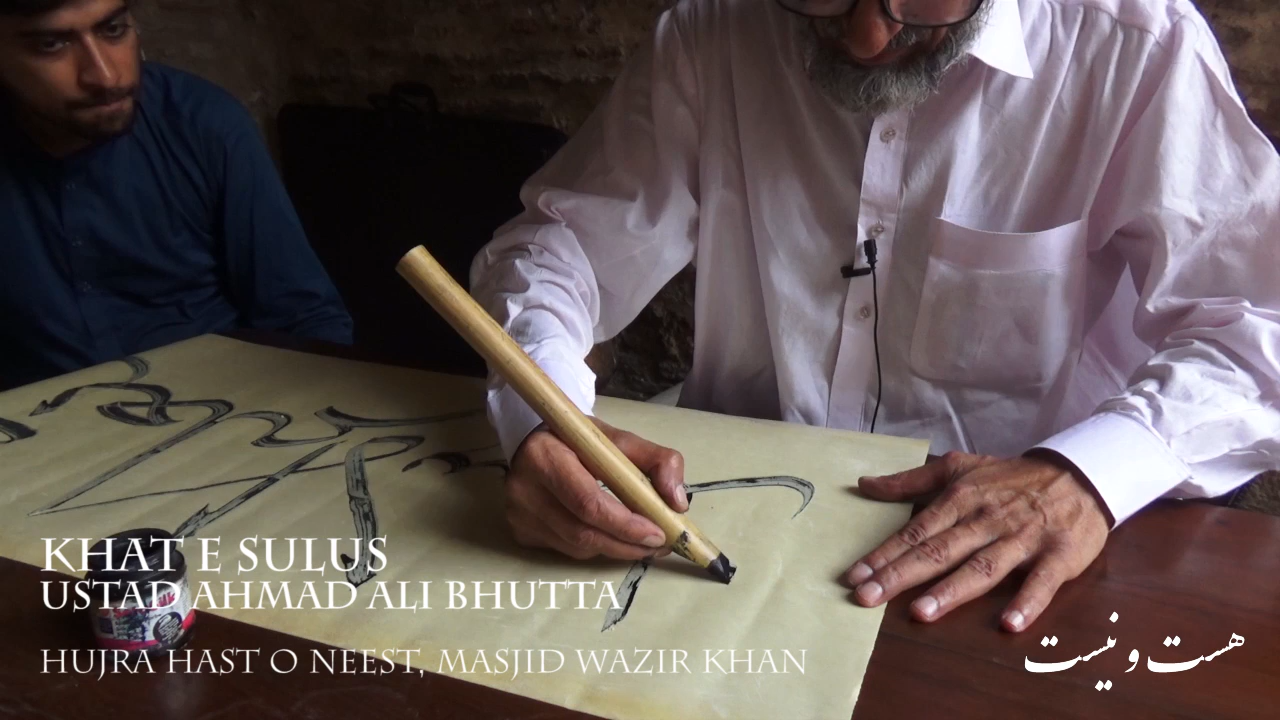 KHAT E SULUS
USTAD AHMAD ALI BHUTTA
HUJRA HAST O NEEST, MASJID WAZIR KHAN
هست و نیست